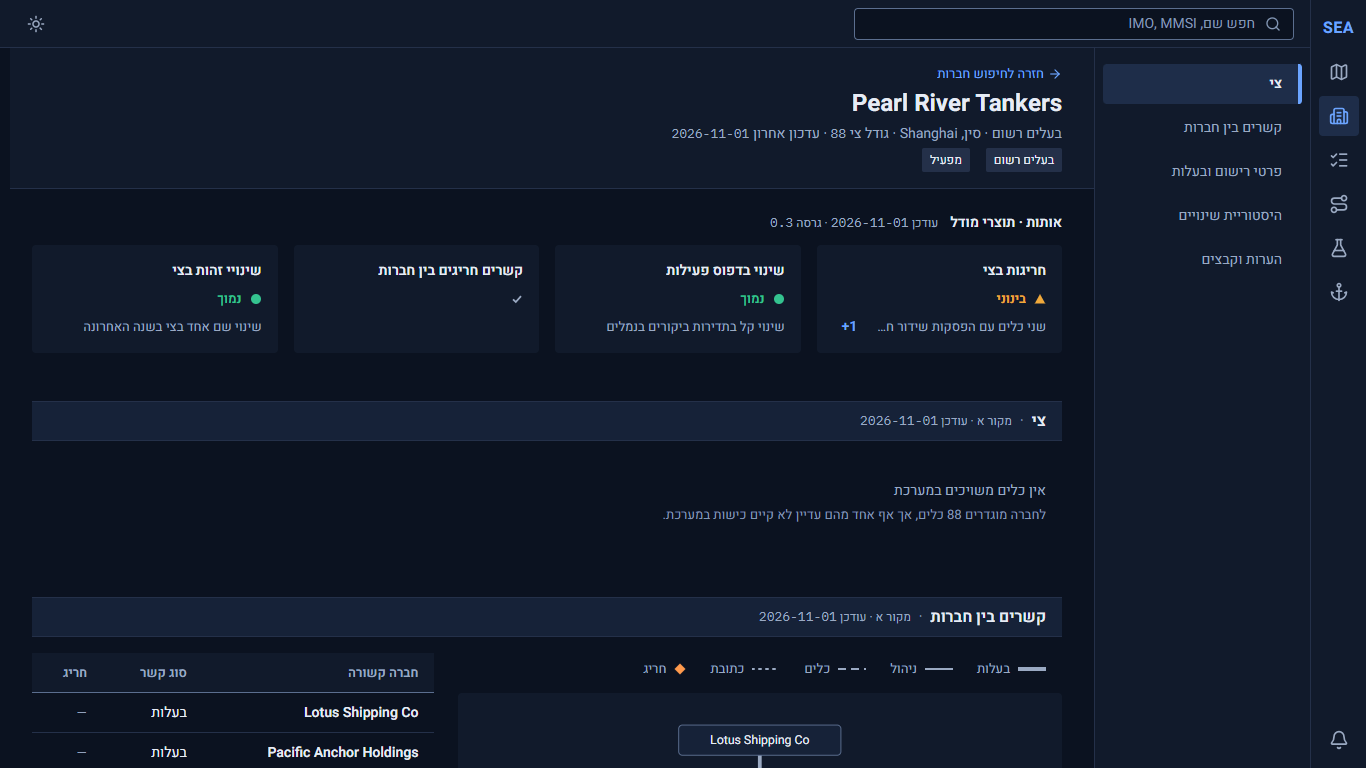 SEA
חפש שם, IMO, MMSI
צי
קשרים בין חברות
פרטי רישום ובעלות
היסטוריית שינויים
הערות וקבצים
חזרה לחיפוש חברות
Pearl River Tankers
בעלים רשום · סין, Shanghai · גודל צי 88 · עדכון אחרון 2026-11-01
בעלים רשום
מפעיל
אותות · תוצרי מודל עודכן 2026-11-01 · גרסה 0.3
חריגות בצי
בינוני
שני כלים עם הפסקות שידור ח... +1
שינוי בדפוס פעילות
נמוך
שינוי קל בתדירות ביקורים בנמלים
קשרים חריגים בין חברות
שינויי זהות בצי
נמוך
שינוי שם אחד בצי בשנה האחרונה
צי · מקור א · עודכן 2026-11-01
אין כלים משויכים במערכת
לחברה מוגדרים 88 כלים, אך אף אחד מהם עדיין לא קיים כישות במערכת.
קשרים בין חברות · מקור א · עודכן 2026-11-01
בעלות ניהול כלים כתובת חריג
Lotus Shipping Co
חברה קשורה סוג קשר חריג
Lotus Shipping Co בעלות —
Pacific Anchor Holdings בעלות —